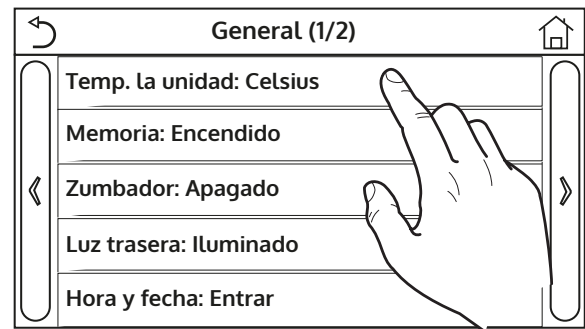 General (1/2)
Temp. la unidad: Celsius
Memoria: Encendido
Zumbador: Apagado
Luz trasera: Iluminado
Hora y fecha: Entrar